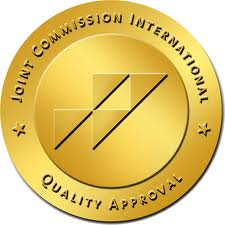 JOINT COMMISSION INTERNATIONAL
QUALITY APPROVAL